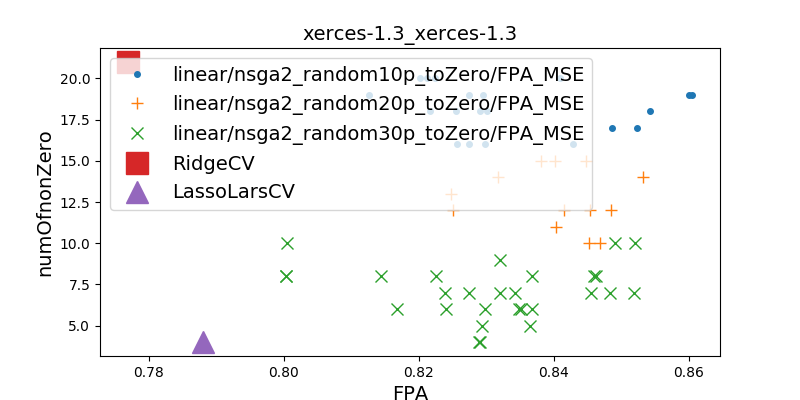 xerces-1.3_xerces-1.3
linear/nsga2_random10p_toZero/FPA_MSE
linear/nsga2_random20p_toZero/FPA_MSE
linear/nsga2_random30p_toZero/FPA_MSE
RidgeCV
LassoLarsCV
numOfnonZero
20.0
17.5
15.0
12.5
10.0
7.5
5.0
0.78 0.80 0.82 0.84 0.86
FPA